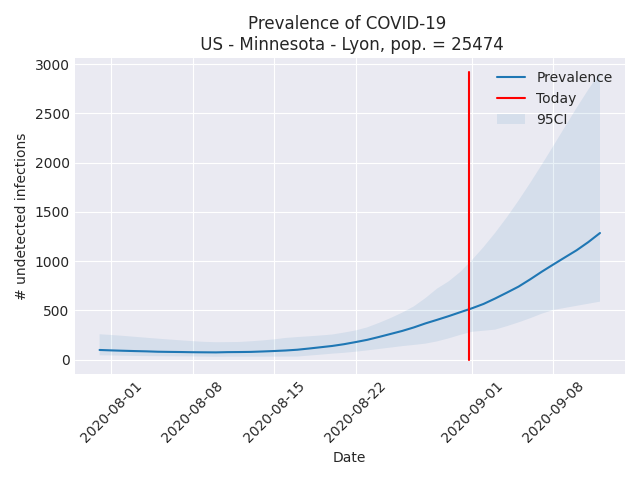 Prevalence of COVID-19
US - Minnesota - Lyon, pop. = 25474
3000
2500
2000
1500
1000
500
0
# undetected infections
Prevalence
Today
95CI
2020-08-01
2020-08-08
2020-08-15
2020-08-22
2020-09-01
2020-09-08
Date